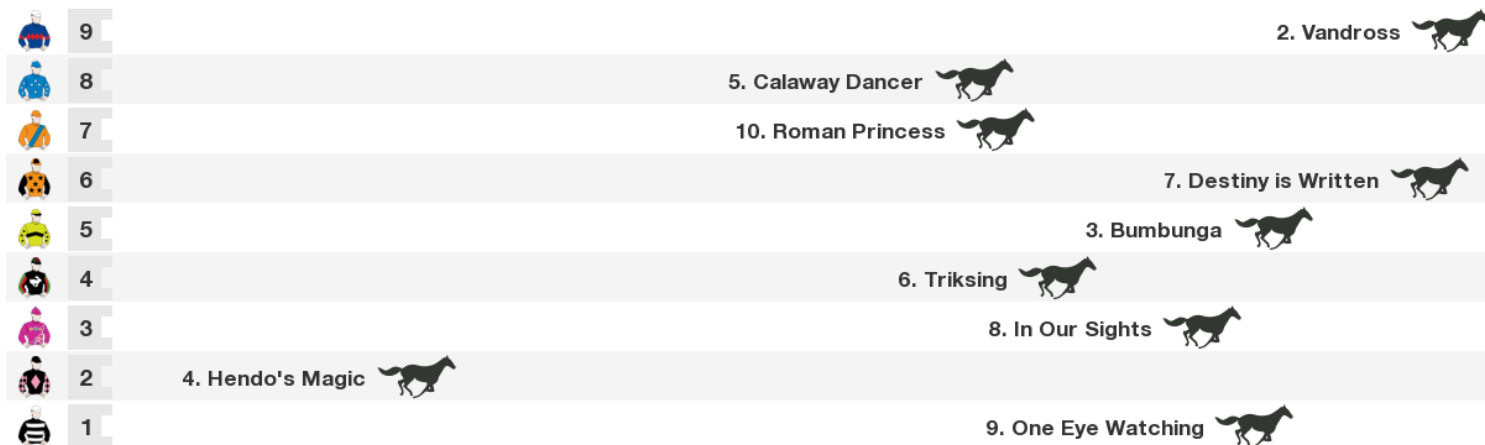 9 2. Vandross
8 5. Calaway Dancer
7 10. Roman Princess
6 7. Destiny is Written
5 3. Bumbunga
4 6. Triksing
3 8. In Our Sights
2 4. Hendo's Magic
1 9. One Eye Watching